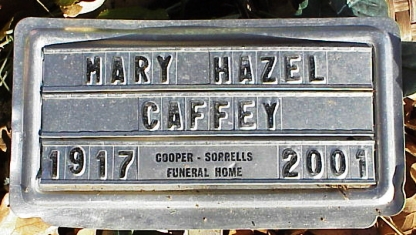 MARY HAZEL
CAFFEY
1917 COOPER - SORRELLS FUNERAL HOME 2001